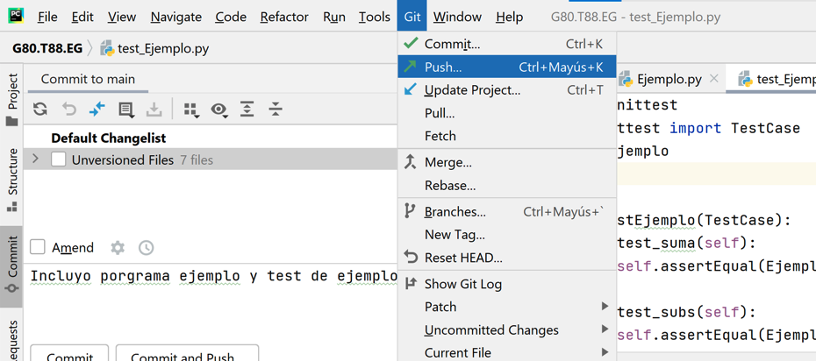 PC File Edit View Navigate Code Refactor Run Tools Git Window Help G80.T88.EG - test_Ejemplo.py
G80.T88.EG test_Ejemplo.py
Commit to main
Default Changelist
Unversioned Files 7 files
Amend
Incluyo porgrama ejemplo y test de ejemplo
Commit
Commit and Push...
Project
Structure
Commit
Requests
Commit... Ctrl+K
Push... Ctrl+Mayús+K
Update Project... Ctrl+T
Pull...
Fetch
Merge...
Rebase...
Branches... Ctrl+Mayús+`
New Tag...
Reset HEAD...
Show Git Log
Patch
Uncommitted Changes
Current File
Ejemplo.py test_Ejemp
nittest
ttest import TestCase
jemplo
stEjemplo(TestCase):
test_suma(self):
self.assertEqual(Ejempl
test_subs(self):
self.assertEqual(Ejempl